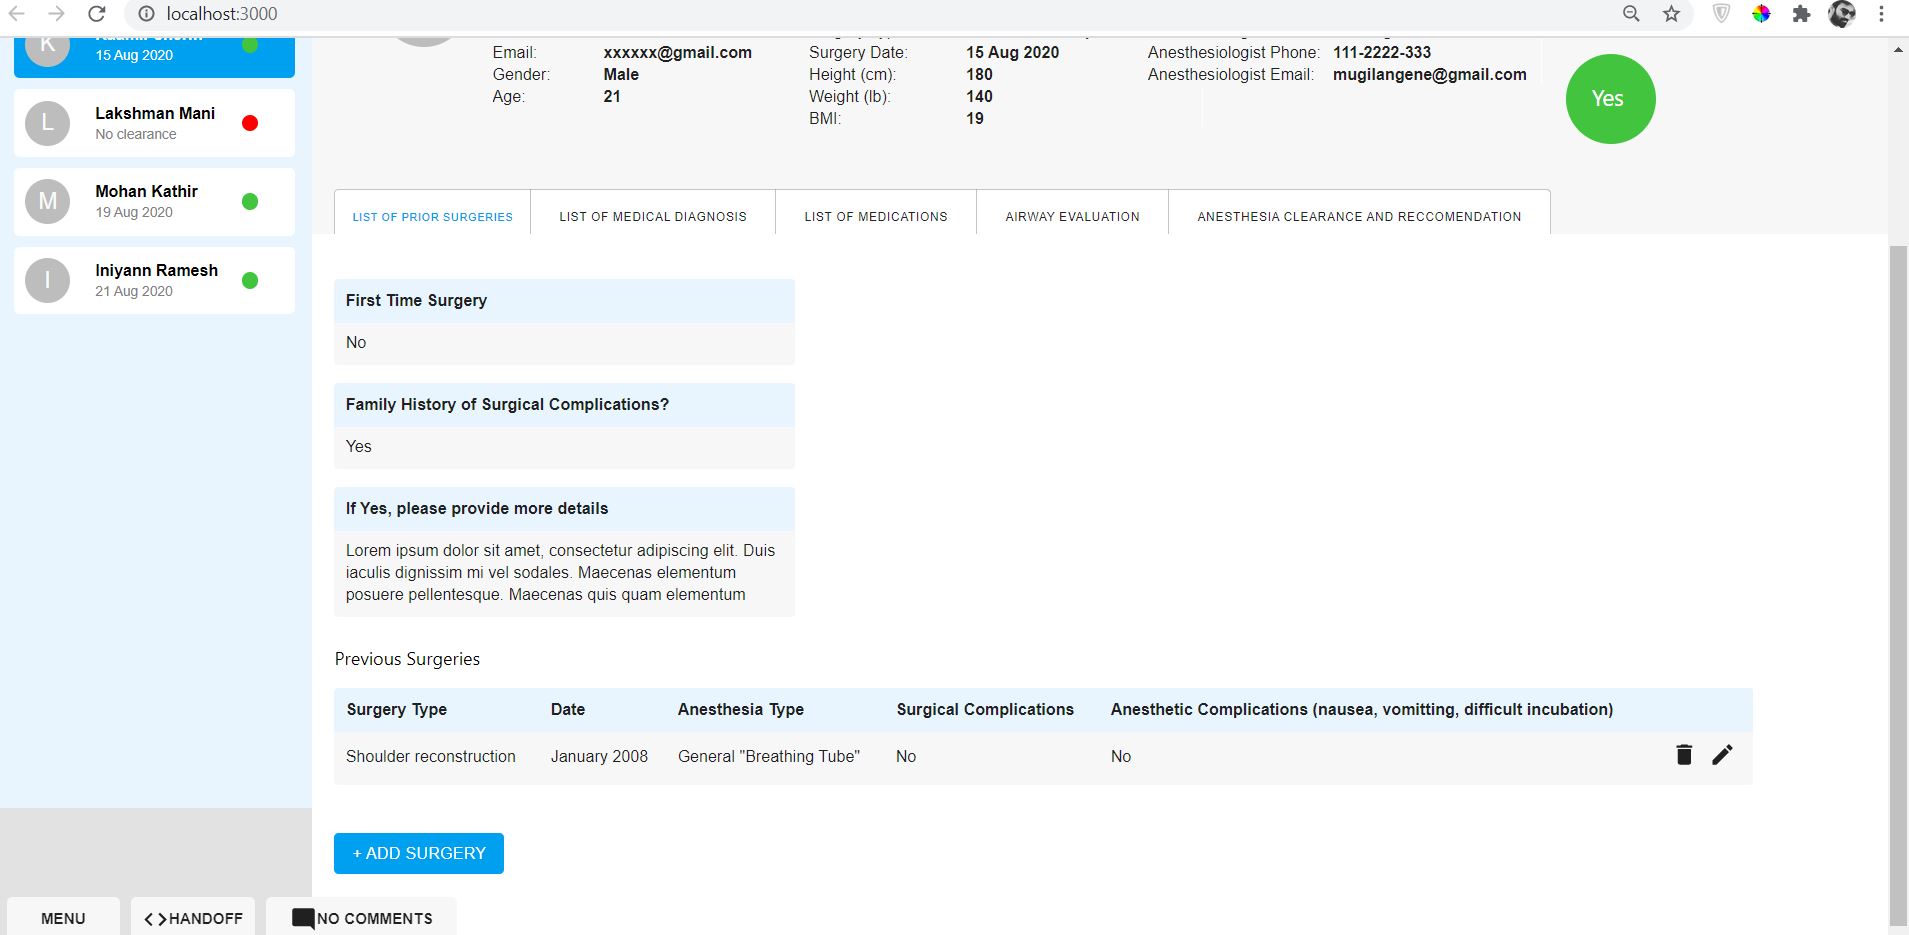 localhost:3000
K
15 Aug 2020
L
Lakshman Mani
No clearance
M
Mohan Kathir
19 Aug 2020
I
Iniyann Ramesh
21 Aug 2020
Email: xxxxxx@gmail.com
Gender: Male
Age: 21
Surgery Date: 15 Aug 2020
Height (cm): 180
Weight (lb): 140
BMI: 19
Anesthesiologist Phone: 111-2222-333
Anesthesiologist Email: mugilangene@gmail.com
Yes
LIST OF PRIOR SURGERIES LIST OF MEDICAL DIAGNOSIS LIST OF MEDICATIONS AIRWAY EVALUATION ANESTHESIA CLEARANCE AND RECCOMENDATION
First Time Surgery
No
Family History of Surgical Complications?
Yes
If Yes, please provide more details
Lorem ipsum dolor sit amet, consectetur adipiscing elit. Duis
iaculis dignissim mi vel sodales. Maecenas elementum
posuere pellentesque. Maecenas quis quam elementum
Previous Surgeries
Surgery Type Date Anesthesia Type Surgical Complications Anesthetic Complications (nausea, vomitting, difficult incubation)
Shoulder reconstruction January 2008 General "Breathing Tube" No No
+ ADD SURGERY
MENU <>HANDOFF NO COMMENTS